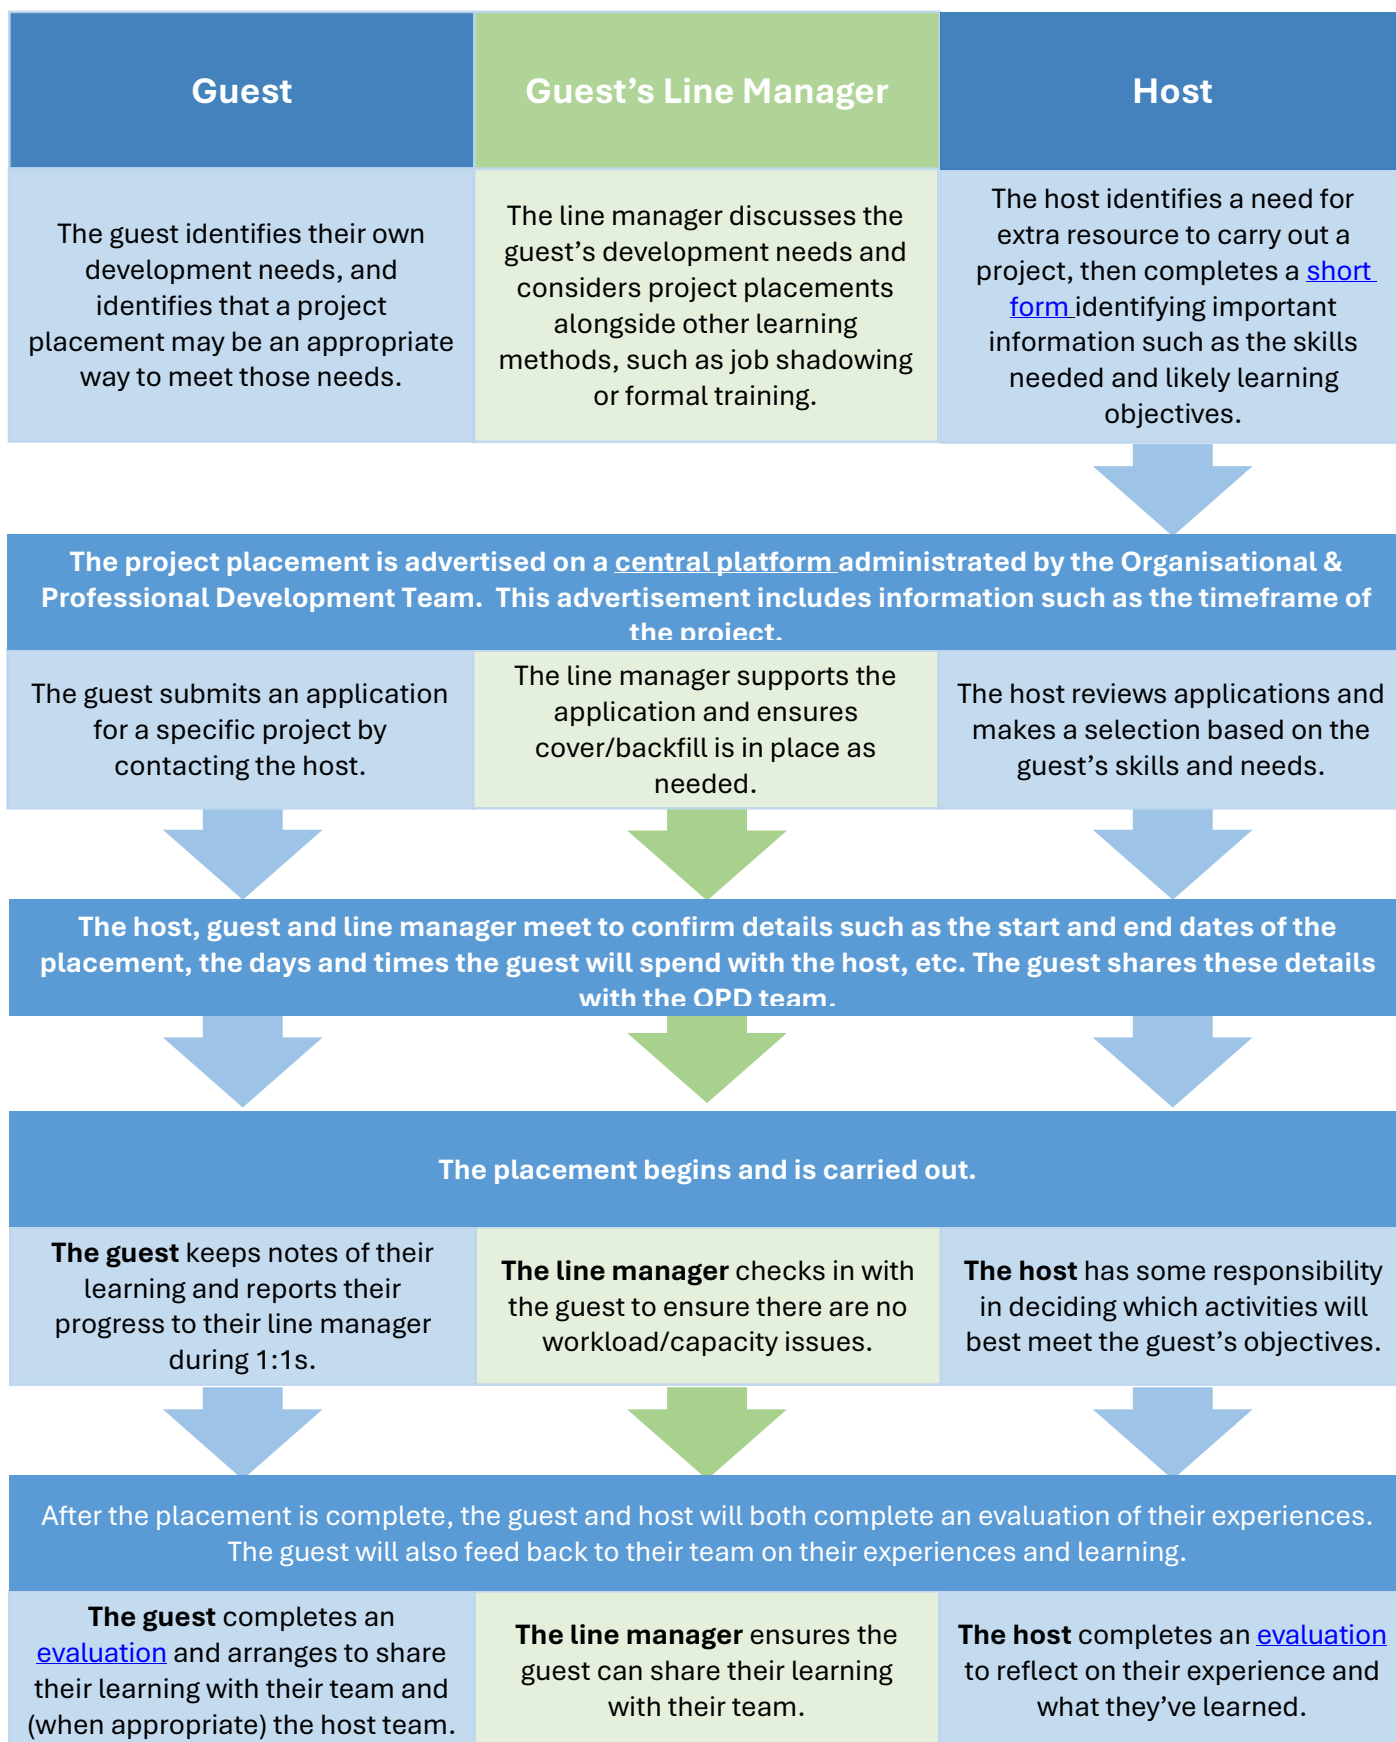 Guest
Guest’s Line Manager
Host
The guest identifies their own
development needs, and
identifies that a project
placement may be an appropriate
way to meet those needs.
The line manager discusses the
guest’s development needs and
considers project placements
alongside other learning
methods, such as job shadowing
or formal training.
The host identifies a need for
extra resource to carry out a
project, then completes a short
form identifying important
information such as the skills
needed and likely learning
objectives.
The project placement is advertised on a central platform administrated by the Organisational &
Professional Development Team. This advertisement includes information such as the timeframe of
the project.
The guest submits an application
for a specific project by
contacting the host.
The line manager supports the
application and ensures
cover/backfill is in place as
needed.
The host reviews applications and
makes a selection based on the
guest’s skills and needs.
The host, guest and line manager meet to confirm details such as the start and end dates of the
placement, the days and times the guest will spend with the host, etc. The guest shares these details
with the OPD team.
The placement begins and is carried out.
The guest keeps notes of their
learning and reports their
progress to their line manager
during 1:1s.
The line manager checks in with
the guest to ensure there are no
workload/capacity issues.
The host has some responsibility
in deciding which activities will
best meet the guest’s objectives.
After the placement is complete, the guest and host will both complete an evaluation of their experiences.
The guest will also feed back to their team on their experiences and learning.
The guest completes an
evaluation and arranges to share
their learning with their team and
(when appropriate) the host team.
The line manager ensures the
guest can share their learning
with their team.
The host completes an evaluation
to reflect on their experience and
what they’ve learned.